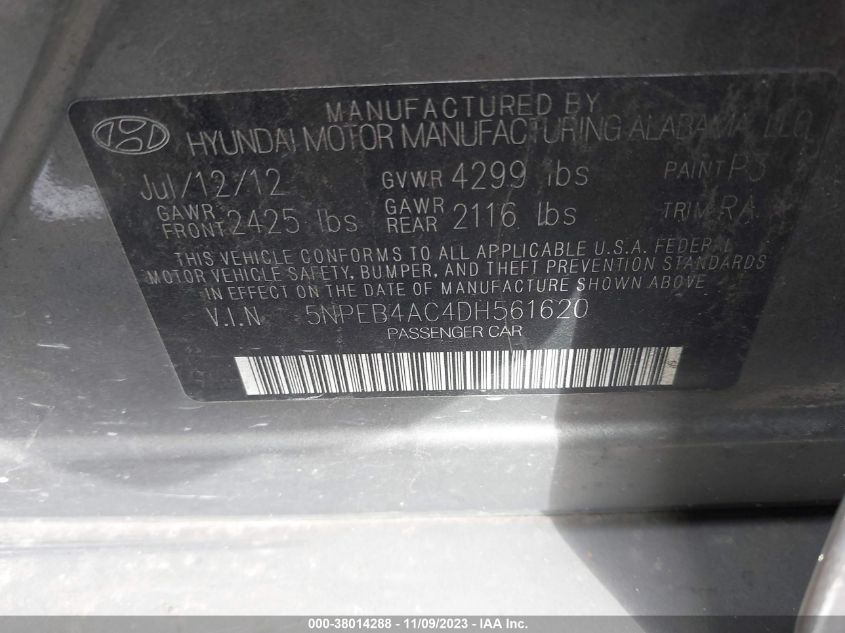 MANUFACTURED BY
HYUNDAI MOTOR MANUFACTURING ALABAMA, LLC
Jul/12/12 GVWR 4299 lbs PAINT P3
GAWR FRONT 2425 lbs GAWR REAR 2116 lbs TRIM RA
THIS VEHICLE CONFORMS TO ALL APPLICABLE U.S.A. FEDERAL
MOTOR VEHICLE SAFETY, BUMPER, AND THEFT PREVENTION STANDARDS
IN EFFECT ON THE DATE OF MANUFACTURE SHOWN ABOVE
V.I.N 5NPEB4AC4DH561620
PASSENGER CAR
000-38014288 - 11/09/2023 - IAA Inc.